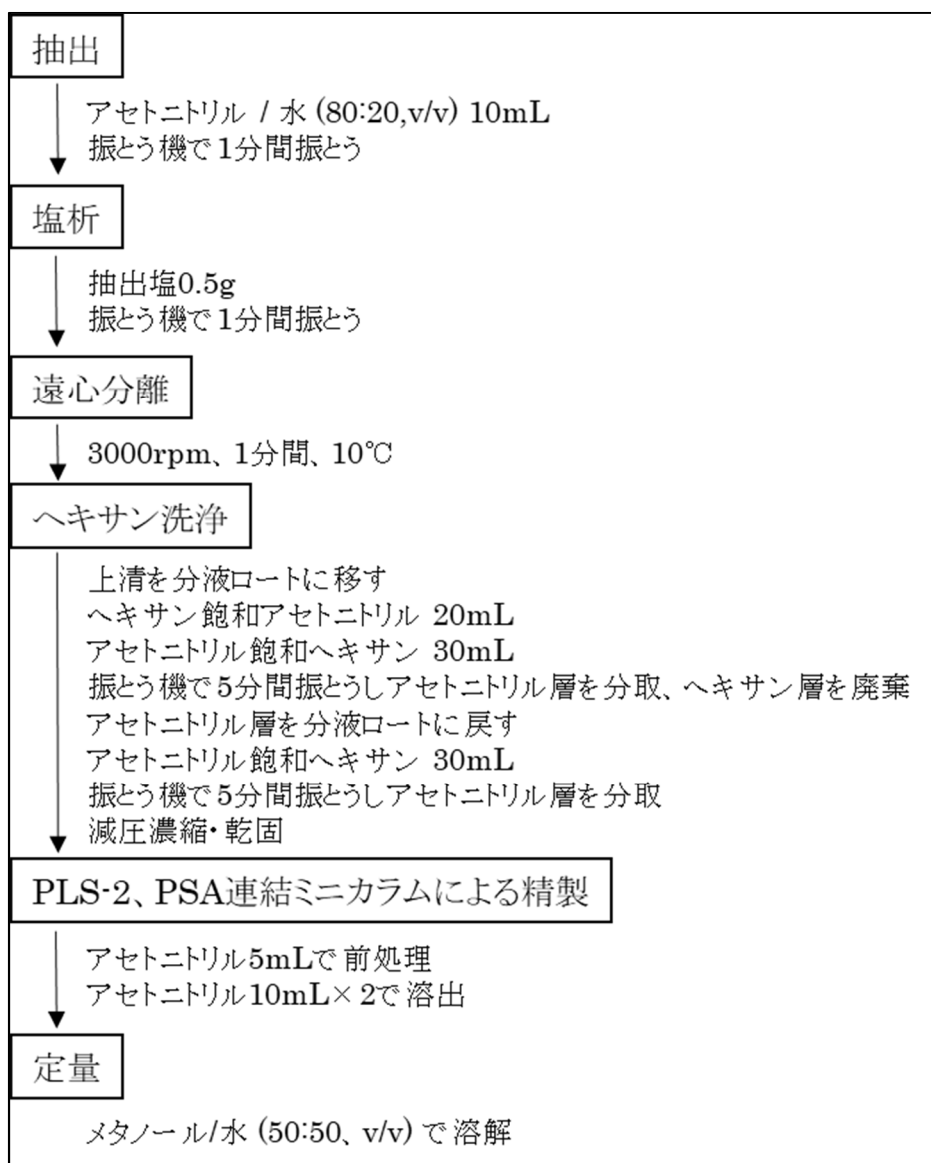 抽出
アセトニトリル / 水 (80:20,v/v) 10mL
振とう機で1分間振とう
塩析
抽出塩0.5g
振とう機で1分間振とう
遠心分離
3000rpm、1分間、10℃
ヘキサン洗浄
上清を分液ロートに移す
ヘキサン飽和アセトニトリル 20mL
アセトニトリル飽和ヘキサン 30mL
振とう機で5分間振とうしアセトニトリル層を分取、ヘキサン層を廃棄
アセトニトリル層を分液ロートに戻す
アセトニトリル飽和ヘキサン 30mL
振とう機で5分間振とうしアセトニトリル層を分取
減圧濃縮・乾固
PLS-2、PSA連結ミニカラムによる精製
アセトニトリル5mLで前処理
アセトニトリル10mL×2で溶出
定量
メタノール/水 (50:50、v/v) で溶解